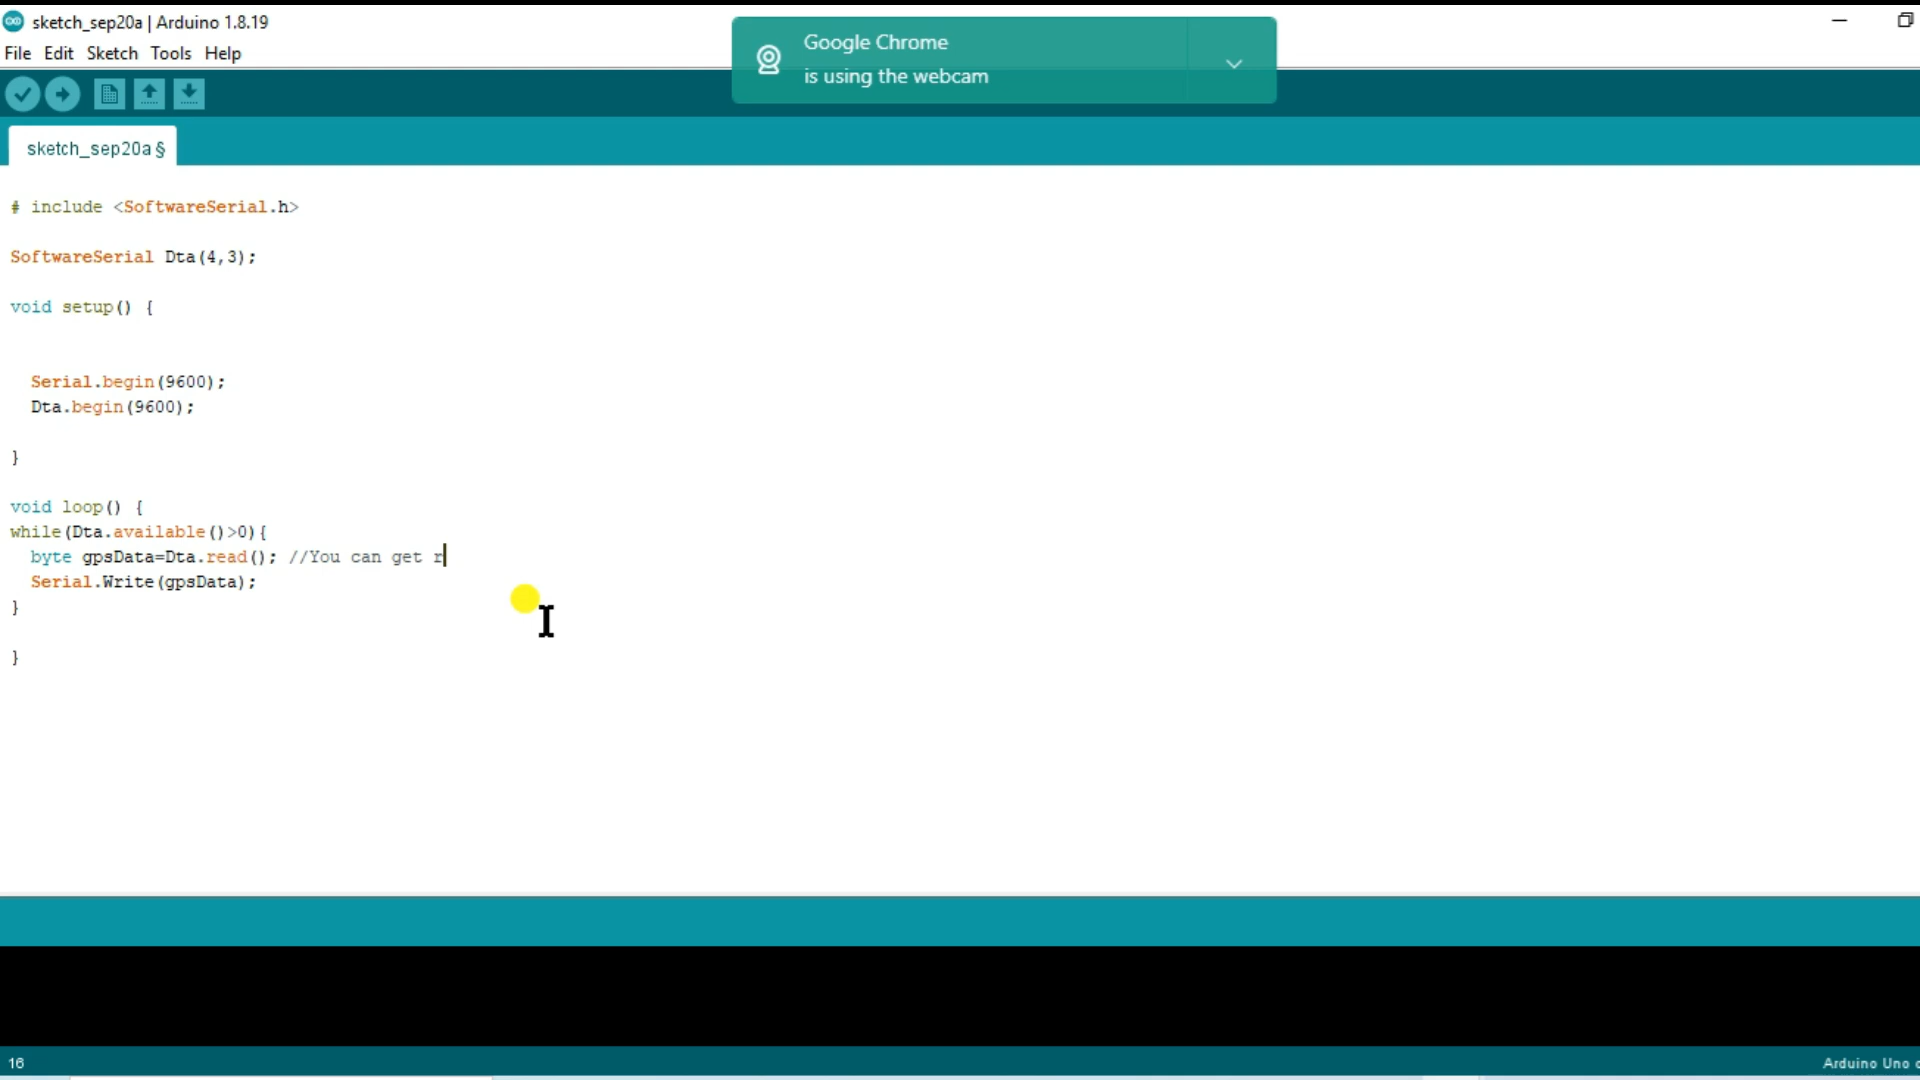 sketch_sep20a | Arduino 1.8.19
File Edit Sketch Tools Help
Google Chrome
is using the webcam
sketch_sep20a §
# include <SoftwareSerial.h>
SoftwareSerial Dta(4,3);
void setup() {
Serial.begin(9600);
Dta.begin(9600);
}
void loop() {
while(Dta.available()>0){
byte gpsData=Dta.read(); //You can get r
Serial.Write(gpsData);
}
}
16
Arduino Uno